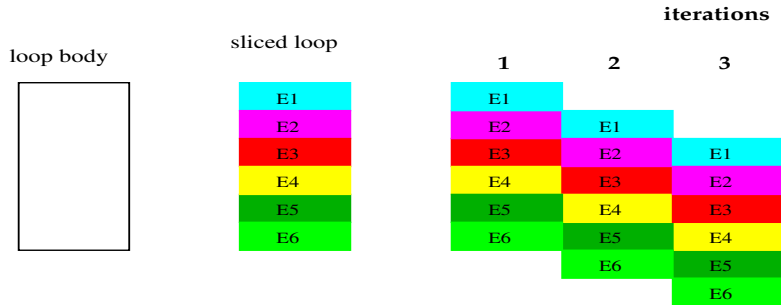 iterations
sliced loop
loop body
1 2 3
E1 E1
E2 E2 E1
E3 E3 E2 E1
E4 E4 E3 E2
E5 E5 E4 E3
E6 E6 E5 E4
E6 E5
E6